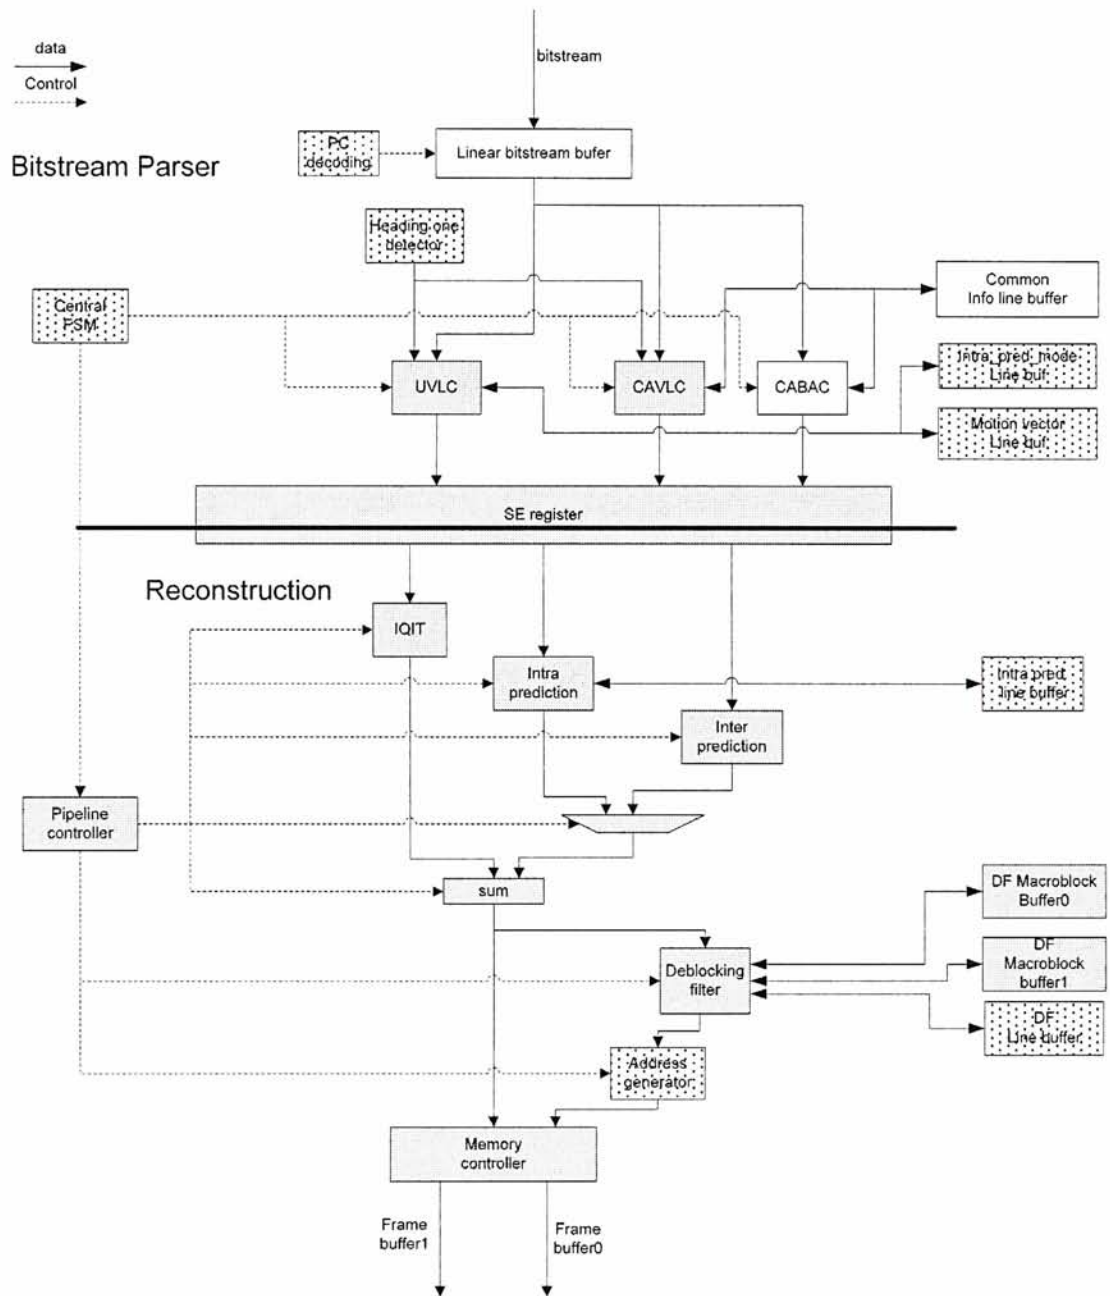 data
bitstream
Control
PC
decoding
Linear bitstream bufer
Bitstream Parser
Heading one
detector
Common
Info line buffer
Central
FSM
Intra_pred_mode
Line buf
UVLC
CAVLC
CABAC
Motion vector
Line buf
SE register
Reconstruction
IQIT
Intra
prediction
Intra pred
line buffer
Inter
prediction
Pipeline
controller
sum
DF Macroblock
Buffer0
DF
Macroblock
buffer1
Deblocking
filter
DF
Line buffer
Address
generator
Memory
controller
Frame
buffer1
Frame
buffer0